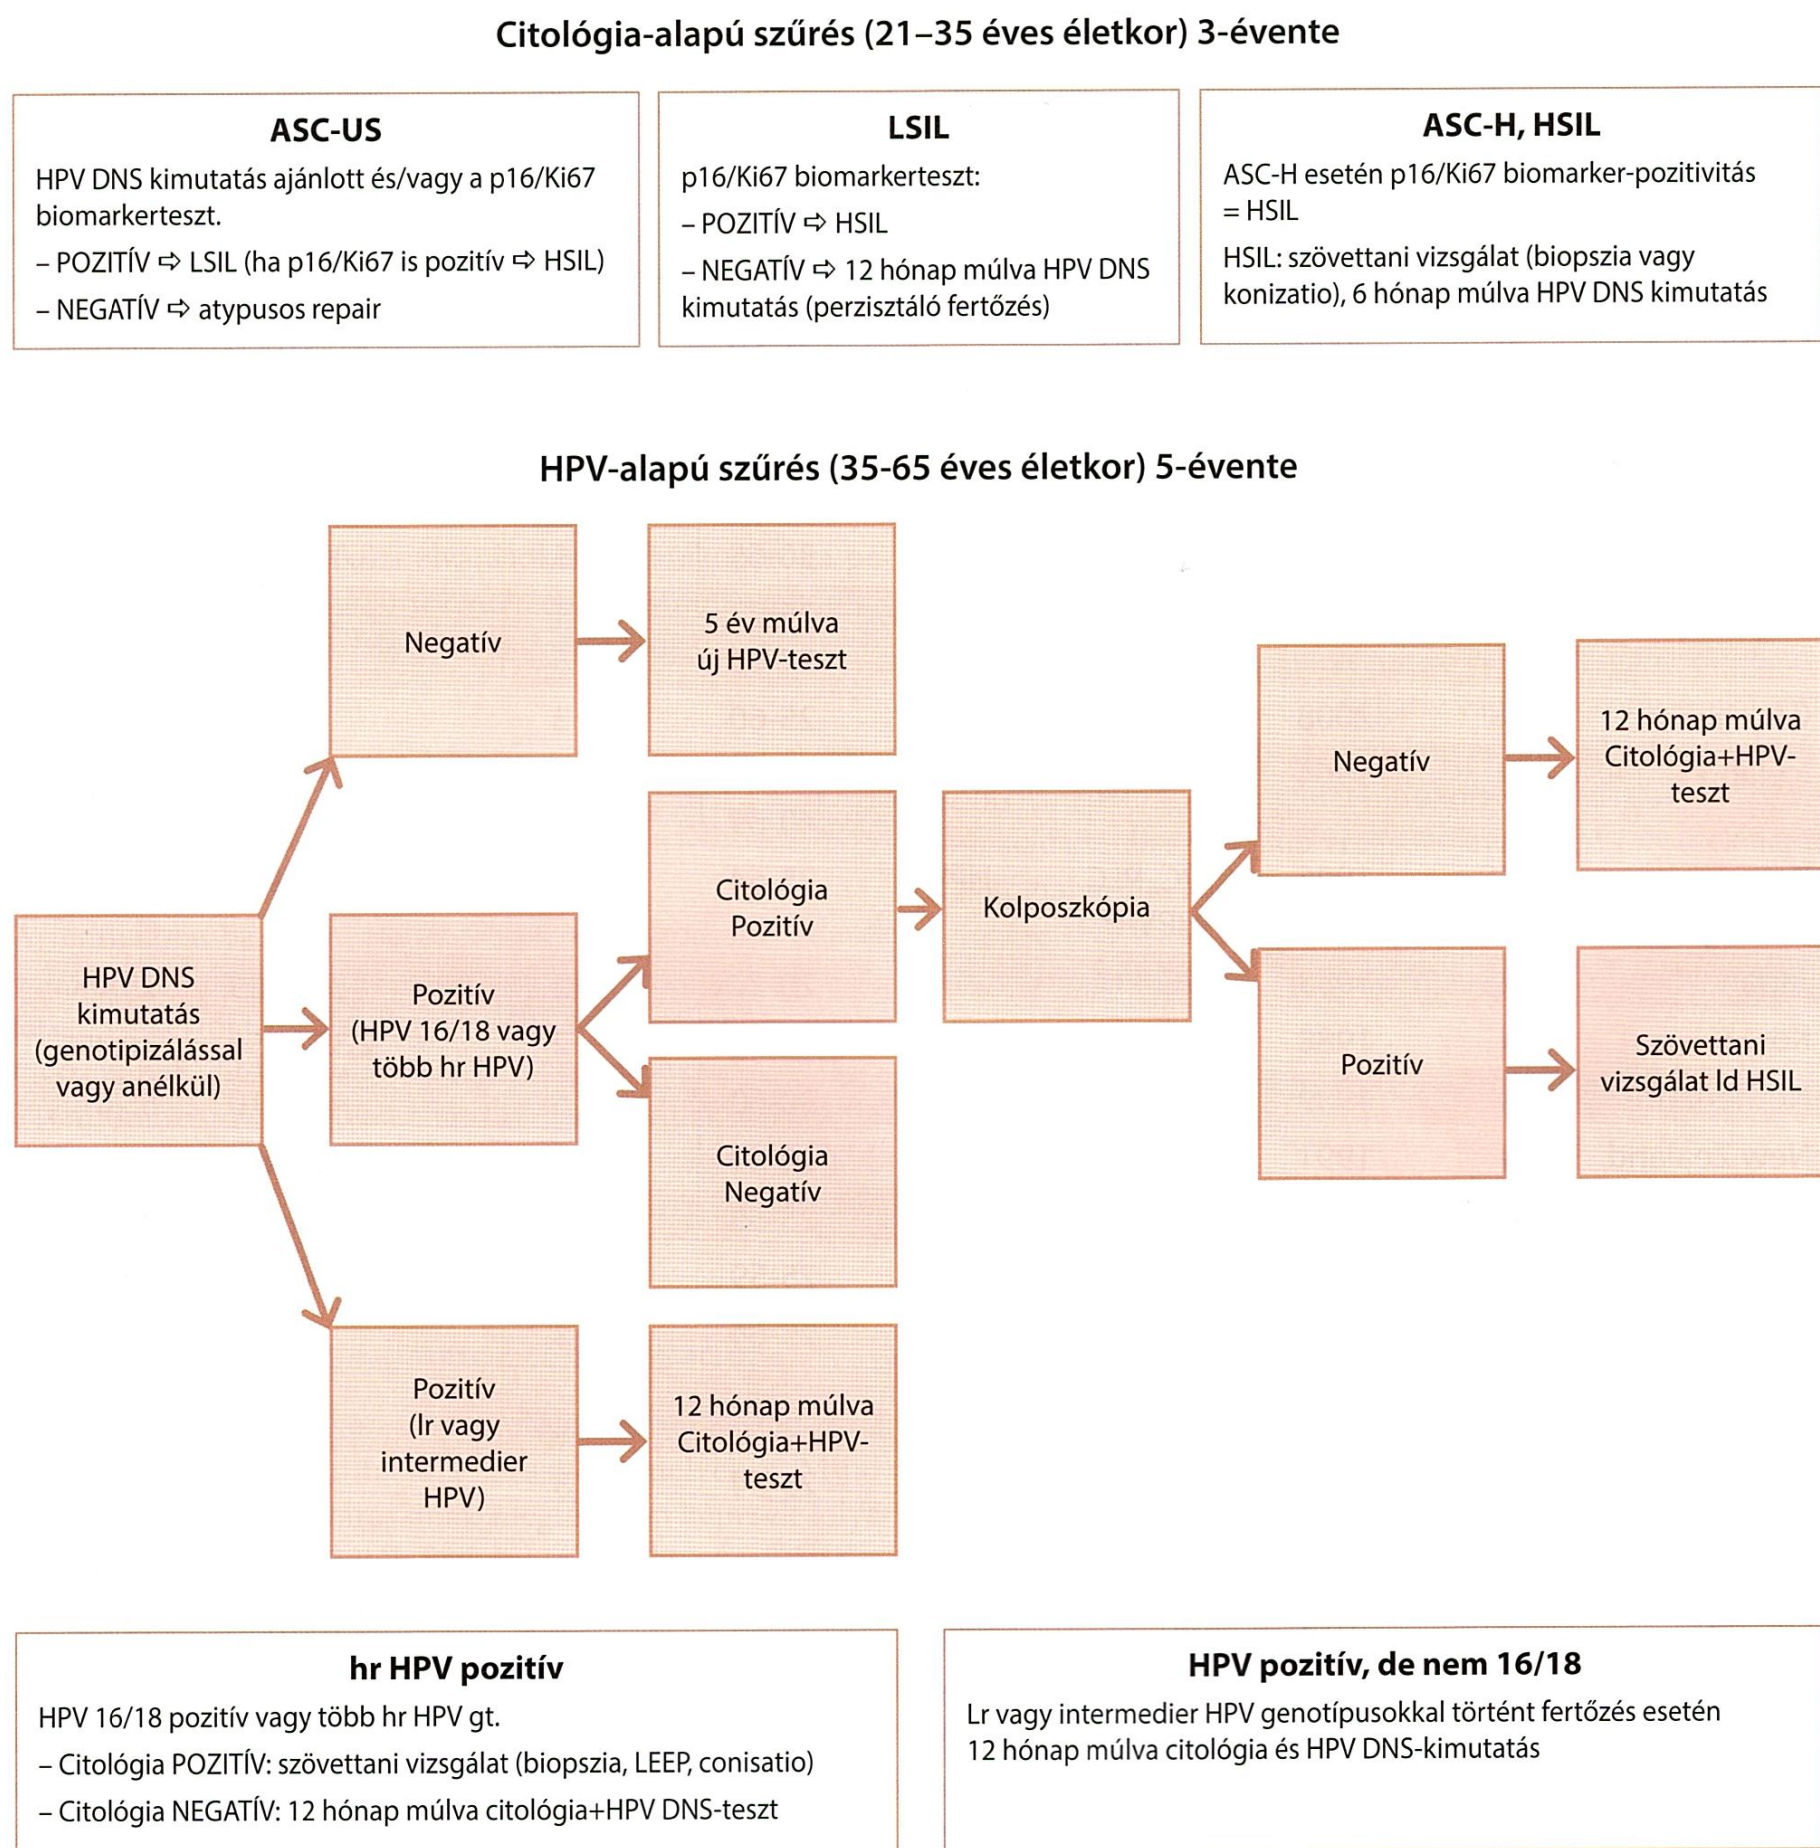 Citológia-alapú szűrés (21–35 éves életkor) 3-évente
ASC-US
HPV DNS kimutatás ajánlott és/vagy a p16/Ki67
biomarkerteszt.
– POZITÍV ⇨ LSIL (ha p16/Ki67 is pozitív ⇨ HSIL)
– NEGATÍV ⇨ atypusos repair
LSIL
p16/Ki67 biomarkerteszt:
– POZITÍV ⇨ HSIL
– NEGATÍV ⇨ 12 hónap múlva HPV DNS
kimutatás (perzisztáló fertőzés)
ASC-H, HSIL
ASC-H esetén p16/Ki67 biomarker-pozitivitás
= HSIL
HSIL: szövettani vizsgálat (biopszia vagy
konizatio), 6 hónap múlva HPV DNS kimutatás
HPV-alapú szűrés (35-65 éves életkor) 5-évente
HPV DNS
kimutatás
(genotipizálással
vagy anélkül)
Negatív
5 év múlva
új HPV-teszt
Pozitív
(HPV 16/18 vagy
több hr HPV)
Citológia
Pozitív
Kolposzkópia
Negatív
12 hónap múlva
Citológia+HPV-
teszt
Pozitív
Szövettani
vizsgálat ld HSIL
Citológia
Negatív
Pozitív
(lr vagy
intermedier
HPV)
12 hónap múlva
Citológia+HPV-
teszt
hr HPV pozitív
HPV 16/18 pozitív vagy több hr HPV gt.
– Citológia POZITÍV: szövettani vizsgálat (biopszia, LEEP, conisatio)
– Citológia NEGATÍV: 12 hónap múlva citológia+HPV DNS-teszt
HPV pozitív, de nem 16/18
Lr vagy intermedier HPV genotípusokkal történt fertőzés esetén
12 hónap múlva citológia és HPV DNS-kimutatás